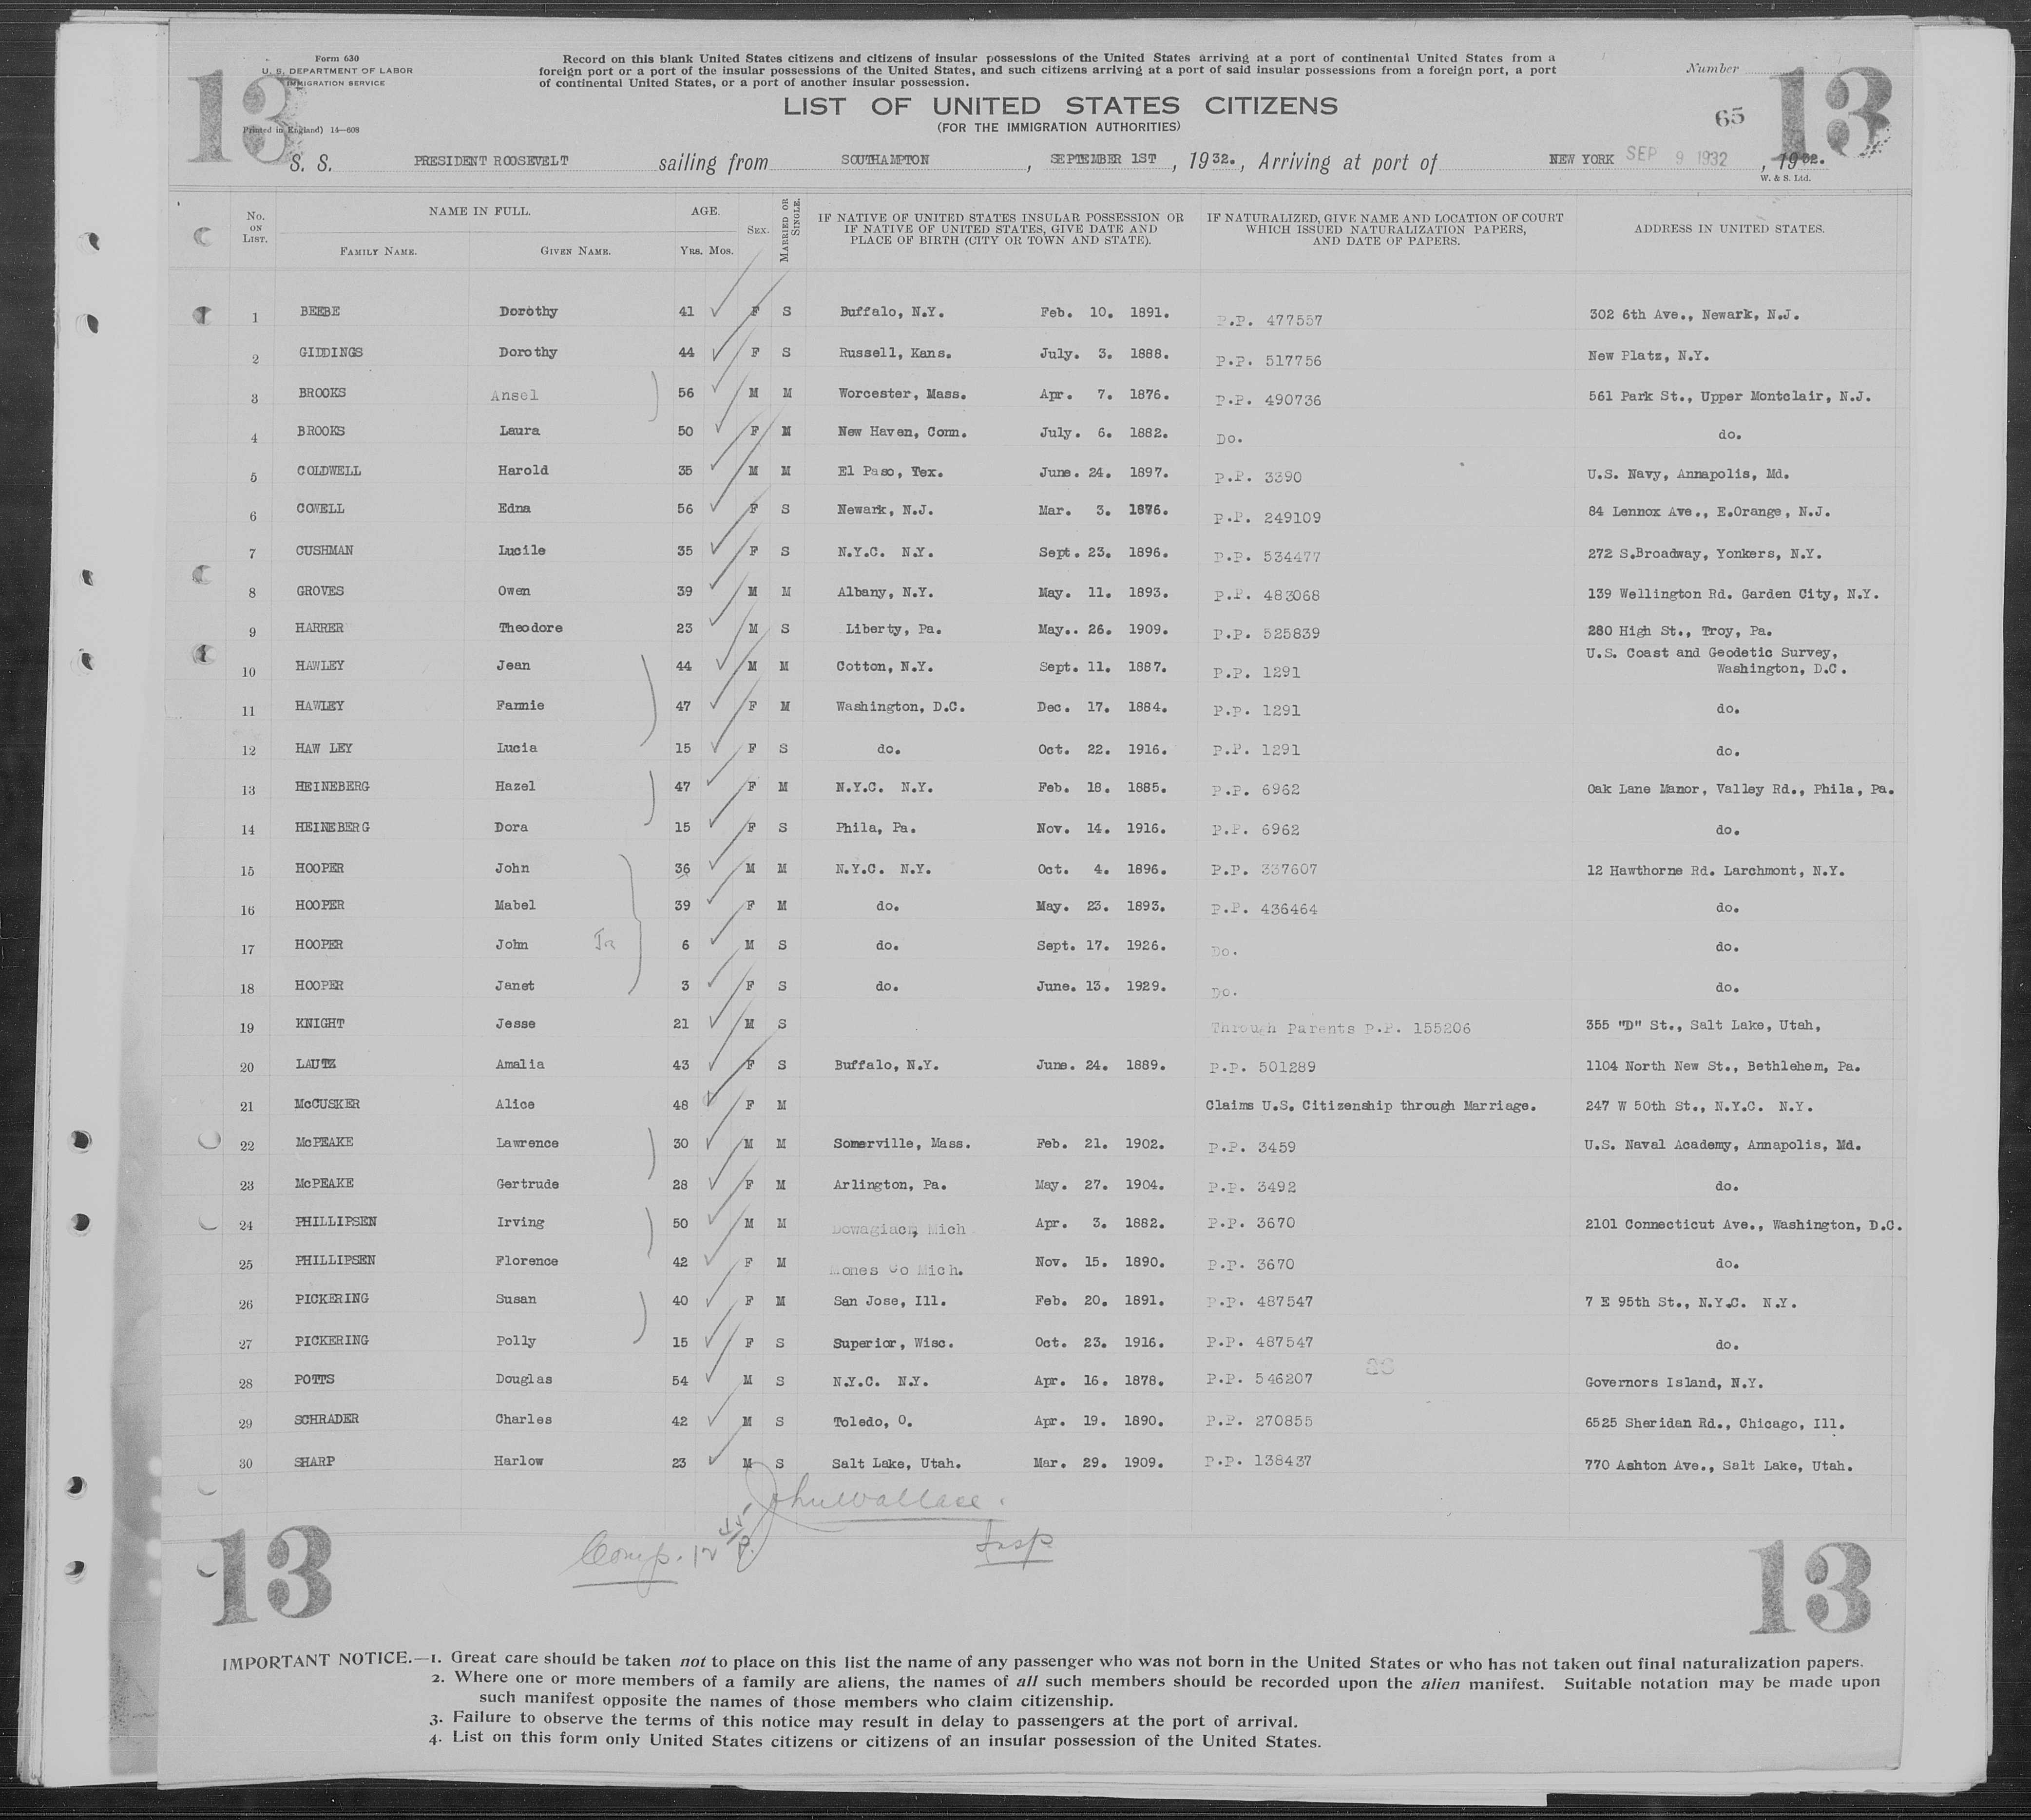 Form 630
U. S. DEPARTMENT OF LABOR
IMMIGRATION SERVICE
Printed in England) 14—608
13
Record on this blank United States citizens and citizens of insular possessions of the United States arriving at a port of continental United States from a
foreign port or a port of the insular possessions of the United States, and such citizens arriving at a port of said insular possessions from a foreign port, a port
of continental United States, or a port of another insular possession.
Number
13
65
LIST OF UNITED STATES CITIZENS
(FOR THE IMMIGRATION AUTHORITIES)
S. S. PRESIDENT ROOSEVELT sailing from SOUTHAMPTON, SEPTEMBER 1ST, 1932., Arriving at port of NEW YORK SEP 9 1932, 1932.
W. & S. Ltd.
No. ON LIST. NAME IN FULL. FAMILY NAME. GIVEN NAME. AGE. YRS. MOS. SEX. MARRIED OR SINGLE. IF NATIVE OF UNITED STATES INSULAR POSSESSION OR IF NATIVE OF UNITED STATES, GIVE DATE AND PLACE OF BIRTH (CITY OR TOWN AND STATE). IF NATURALIZED, GIVE NAME AND LOCATION OF COURT WHICH ISSUED NATURALIZATION PAPERS, AND DATE OF PAPERS. ADDRESS IN UNITED STATES.
1 BEEBE Dorothy 41 F S Buffalo, N.Y. Feb. 10. 1891. P.P. 477557 302 6th Ave., Newark, N.J.
2 GIDDINGS Dorothy 44 F S Russell, Kans. July. 3. 1888. P.P. 517756 New Platz, N.Y.
3 BROOKS Ansel 56 M M Worcester, Mass. Apr. 7. 1876. P.P. 490736 561 Park St., Upper Montclair, N.J.
4 BROOKS Laura 50 F M New Haven, Conn. July. 6. 1882. Do. do.
5 COLDWELL Harold 35 M M El Paso, Tex. June. 24. 1897. P.P. 3390 U.S. Navy, Annapolis, Md.
6 COWELL Edna 56 F S Newark, N.J. Mar. 3. 1876. P.P. 249109 84 Lennox Ave., E.Orange, N.J.
7 CUSHMAN Lucile 35 F S N.Y.C. N.Y. Sept. 23. 1896. P.P. 534477 272 S.Broadway, Yonkers, N.Y.
8 GROVES Owen 39 M M Albany, N.Y. May. 11. 1893. P.P. 483068 139 Wellington Rd. Garden City, N.Y.
9 HARRER Theodore 23 M S Liberty, Pa. May.. 26. 1909. P.P. 525839 280 High St., Troy, Pa.
10 HAWLEY Jean 44 M M Cotton, N.Y. Sept. 11. 1887. P.P. 1291 U.S. Coast and Geodetic Survey,
Washington, D.C.
11 HAWLEY Fannie 47 F M Washington, D.C. Dec. 17. 1884. P.P. 1291 do.
12 HAW LEY Lucia 15 F S do. Oct. 22. 1916. P.P. 1291 do.
13 HEINEBERG Hazel 47 F M N.Y.C. N.Y. Feb. 18. 1885. P.P. 6962 Oak Lane Manor, Valley Rd., Phila, Pa.
14 HEINEBERG Dora 15 F S Phila, Pa. Nov. 14. 1916. P.P. 6962 do.
15 HOOPER John 36 M M N.Y.C. N.Y. Oct. 4. 1896. P.P. 337607 12 Hawthorne Rd. Larchmont, N.Y.
16 HOOPER Mabel 39 F M do. May. 23. 1893. P.P. 436464 do.
17 HOOPER John Jr 6 M S do. Sept. 17. 1926. Do. do.
18 HOOPER Janet 3 F S do. June. 13. 1929. Do. do.
19 KNIGHT Jesse 21 M S Through Parents P.P. 155206 355 "D" St., Salt Lake, Utah,
20 LAUTZ Amalia 43 F S Buffalo, N.Y. June. 24. 1889. P.P. 501289 1104 North New St., Bethlehem, Pa.
21 McCUSKER Alice 48 F M Claims U.S. Citizenship through Marriage. 247 W 50th St., N.Y.C. N.Y.
22 McPEAKE Lawrence 30 M M Somerville, Mass. Feb. 21. 1902. P.P. 3459 U.S. Naval Academy, Annapolis, Md.
23 McPEAKE Gertrude 28 F M Arlington, Pa. May. 27. 1904. P.P. 3492 do.
24 PHILLIPSEN Irving 50 M M Dowagiac, Mich Apr. 3. 1882. P.P. 3670 2101 Connecticut Ave., Washington, D.C.
25 PHILLIPSEN Florence 42 F M Co Mich. Nov. 15. 1890. P.P. 3670 do.
26 PICKERING Susan 40 F M San Jose, Ill. Feb. 20. 1891. P.P. 487547 7 E 95th St., N.Y.C. N.Y.
27 PICKERING Polly 15 F S Superior, Wisc. Oct. 23. 1916. P.P. 487547 do.
28 POTTS Douglas 54 M S N.Y.C. N.Y. Apr. 16. 1878. P.P. 546207 Governors Island, N.Y.
29 SCHRADER Charles 42 M S Toledo, O. Apr. 19. 1890. P.P. 270855 6525 Sheridan Rd., Chicago, Ill.
30 SHARP Harlow 23 M S Salt Lake, Utah. Mar. 29. 1909. P.P. 138437 770 Ashton Ave., Salt Lake, Utah.
John Wallace.
Comp. 12 Insp
13
13
IMPORTANT NOTICE.—1. Great care should be taken not to place on this list the name of any passenger who was not born in the United States or who has not taken out final naturalization papers.
2. Where one or more members of a family are aliens, the names of all such members should be recorded upon the alien manifest. Suitable notation may be made upon
such manifest opposite the names of those members who claim citizenship.
3. Failure to observe the terms of this notice may result in delay to passengers at the port of arrival.
4. List on this form only United States citizens or citizens of an insular possession of the United States.